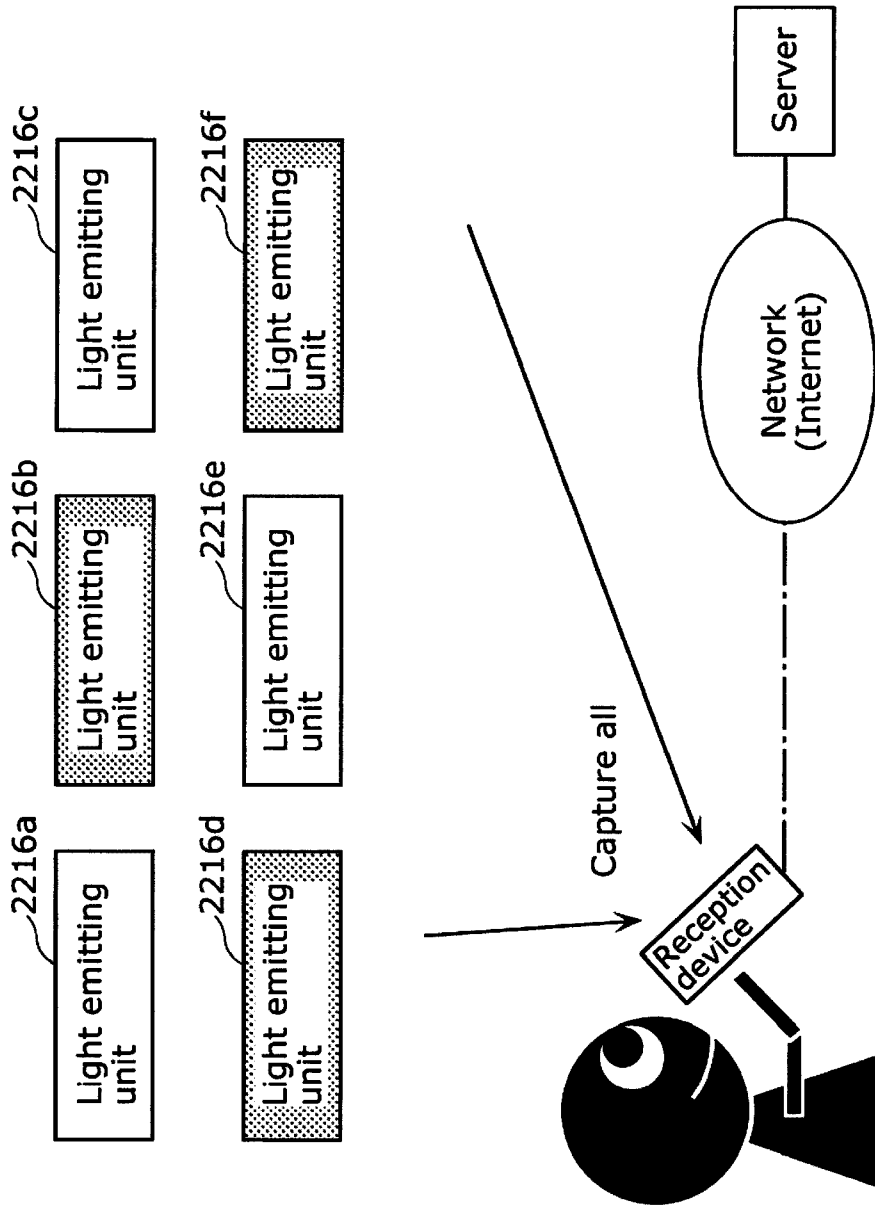 2216a
Light emitting
unit
2216b
Light emitting
unit
2216c
Light emitting
unit
2216d
Light emitting
unit
2216e
Light emitting
unit
2216f
Light emitting
unit
Capture all
Reception
device
Network
(Internet)
Server